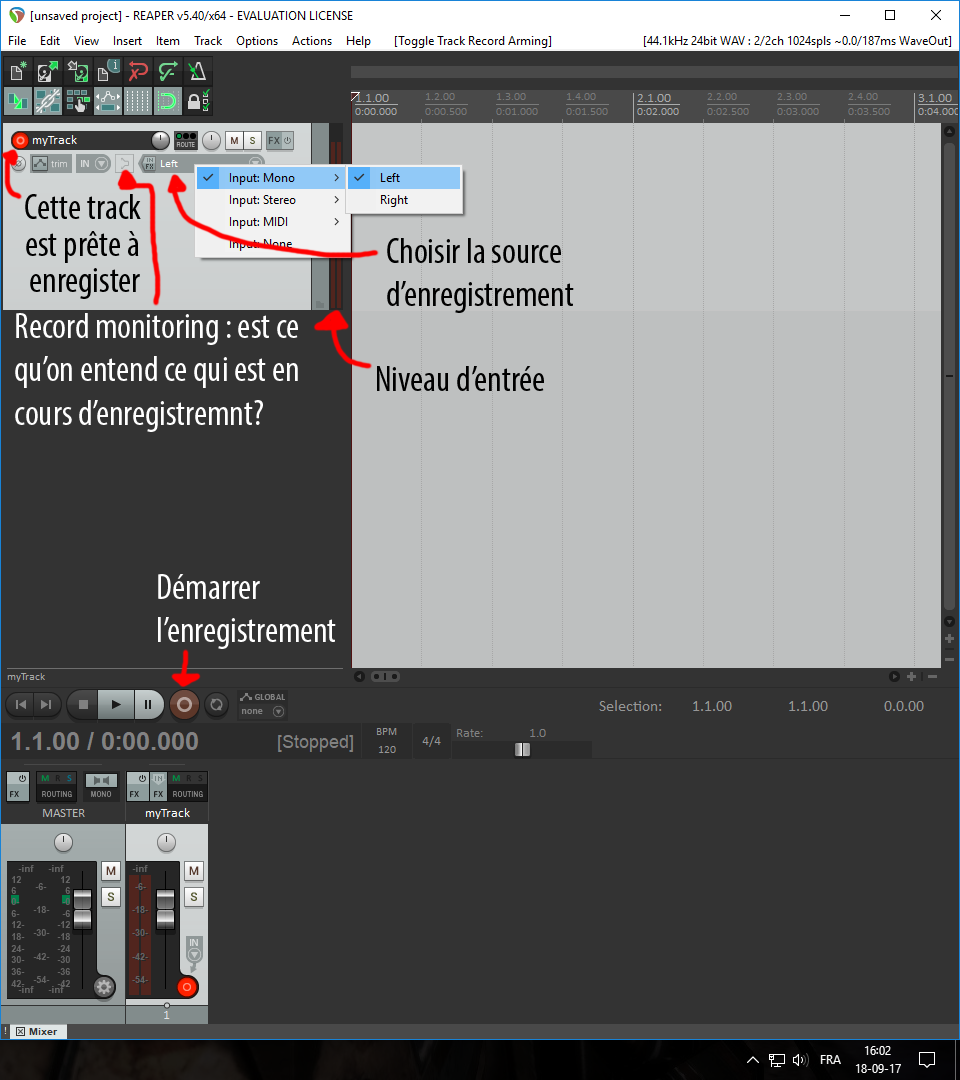 [unsaved project] - REAPER v5.40/x64 - EVALUATION LICENSE
File Edit View Insert Item Track Options Actions Help [Toggle Track Record Arming] [44.1kHz 24bit WAV : 2/2ch 1024spls ~0.0/187ms WaveOut]
1.1.00 1.2.00 1.3.00 1.4.00 2.1.00 2.2.00 2.3.00 2.4.00 3.1.00
0:00.000 0:00.500 0:01.000 0:01.500 0:02.000 0:02.500 0:03.000 0:03.500 0:04.000
myTrack ROUTE M S FX
trim IN IN FX Left
Input: Mono
Input: Stereo
Input: MIDI
Input: None
Left
Right
Cette track
est prête à
enregister
Choisir la source
d'enregistrement
Record monitoring : est ce
qu'on entend ce qui est en
cours d'enregistremnt?
Niveau d'entrée
Démarrer
l'enregistrement
myTrack
GLOBAL
none
Selection: 1.1.00 1.1.00 0.0.00
1.1.00 / 0:00.000 [Stopped] BPM 120 4/4 Rate: 1.0
FX M R S ROUTING MONO FX IN FX M R S ROUTING
MASTER myTrack
-inf -inf -inf
12 12
6 -6- 6 -6-
M M
S S
6- -6
-18- -18-
12- -12
18- -30- -18 -30-
24- -24
30- -42- -30 -42-
36- -36
42- -54- -42 -54-
-inf -inf
IN
1
! Mixer
FRA 16:02
18-09-17